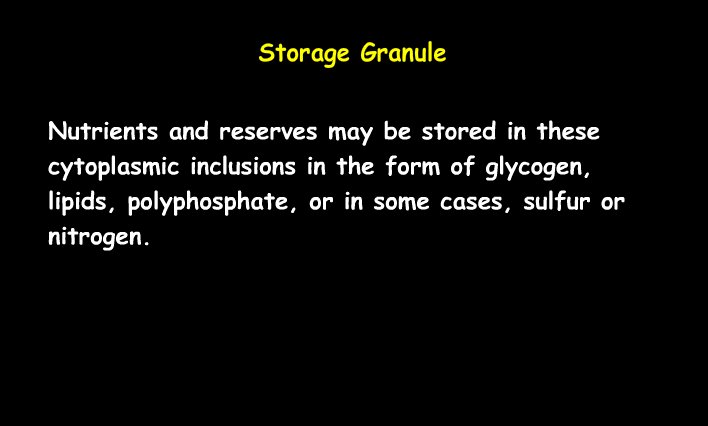 Storage Granule
Nutrients and reserves may be stored in these
cytoplasmic inclusions in the form of glycogen,
lipids, polyphosphate, or in some cases, sulfur or
nitrogen.